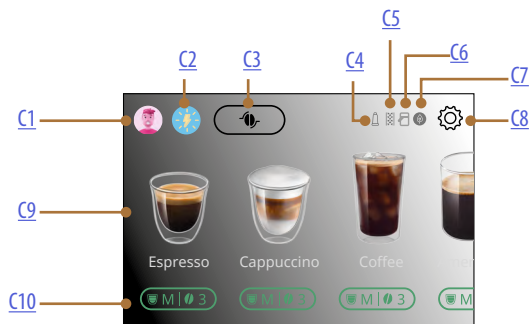 C5
C6
C2 C3 C4 C7
C1 C8
C9
Espresso Cappuccino Coffee
C10 M 3 M 3 M 3 M